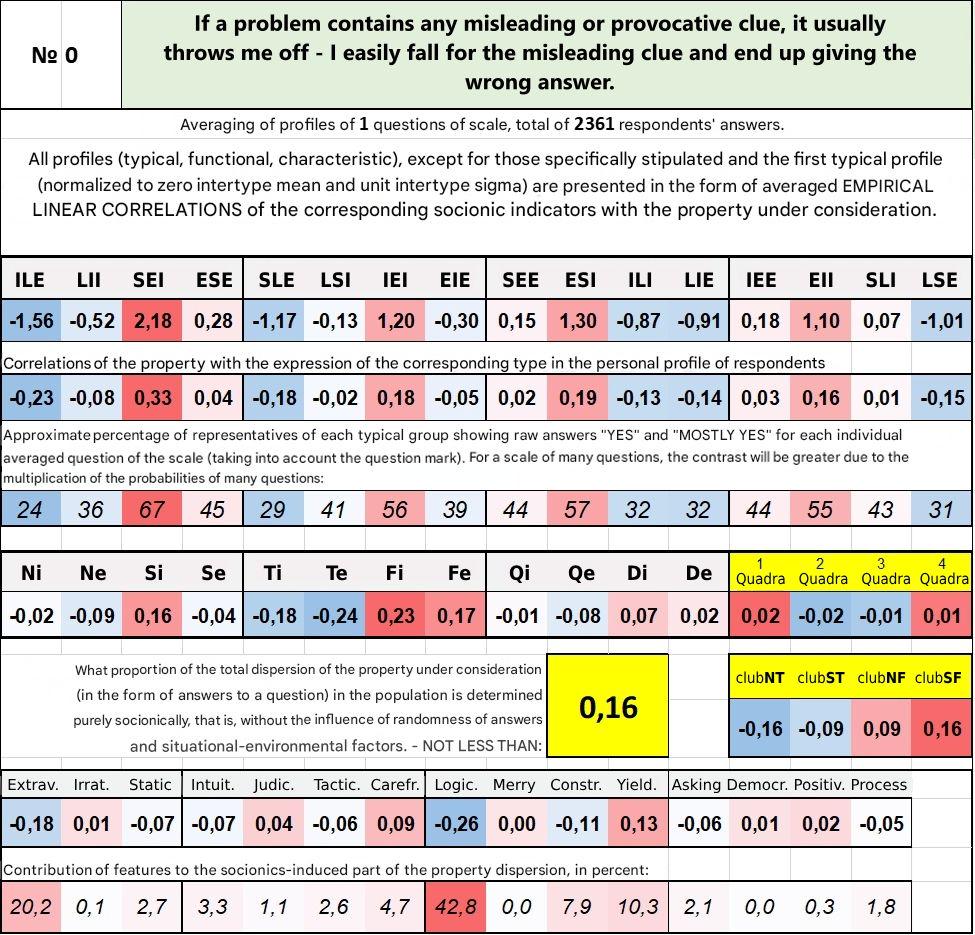 № 0
If a problem contains any misleading or provocative clue, it usually
throws me off - I easily fall for the misleading clue and end up giving the
wrong answer.
Averaging of profiles of 1 questions of scale, total of 2361 respondents' answers.
All profiles (typical, functional, characteristic), except for those specifically stipulated and the first typical profile
(normalized to zero intertype mean and unit intertype sigma) are presented in the form of averaged EMPIRICAL
LINEAR CORRELATIONS of the corresponding socionic indicators with the property under consideration.
ILE LII SEI ESE SLE LSI IEI EIE SEE ESI ILI LIE IEE EII SLI LSE
-1,56 -0,52 2,18 0,28 -1,17 -0,13 1,20 -0,30 0,15 1,30 -0,87 -0,91 0,18 1,10 0,07 -1,01
Correlations of the property with the expression of the corresponding type in the personal profile of respondents
-0,23 -0,08 0,33 0,04 -0,18 -0,02 0,18 -0,05 0,02 0,19 -0,13 -0,14 0,03 0,16 0,01 -0,15
Approximate percentage of representatives of each typical group showing raw answers "YES" and "MOSTLY YES" for each individual
averaged question of the scale (taking into account the question mark). For a scale of many questions, the contrast will be greater due to the
multiplication of the probabilities of many questions:
24 36 67 45 29 41 56 39 44 57 32 32 44 55 43 31
Ni Ne Si Se Ti Te Fi Fe Qi Qe Di De 1 Quadra 2 Quadra 3 Quadra 4 Quadra
-0,02 -0,09 0,16 -0,04 -0,18 -0,24 0,23 0,17 -0,01 -0,08 0,07 0,02 0,02 -0,02 -0,01 0,01
What proportion of the total dispersion of the property under consideration
(in the form of answers to a question) in the population is determined
purely socionically, that is, without the influence of randomness of answers
and situational-environmental factors. - NOT LESS THAN:
0,16
clubNT clubST clubNF clubSF
-0,16 -0,09 0,09 0,16
Extrav. Irrat. Static Intuit. Judic. Tactic. Carefr. Logic. Merry Constr. Yield. Asking Democr. Positiv. Process
-0,18 0,01 -0,07 -0,07 0,04 -0,06 0,09 -0,26 0,00 -0,11 0,13 -0,06 0,01 0,02 -0,05
Contribution of features to the socionics-induced part of the property dispersion, in percent:
20,2 0,1 2,7 3,3 1,1 2,6 4,7 42,8 0,0 7,9 10,3 2,1 0,0 0,3 1,8